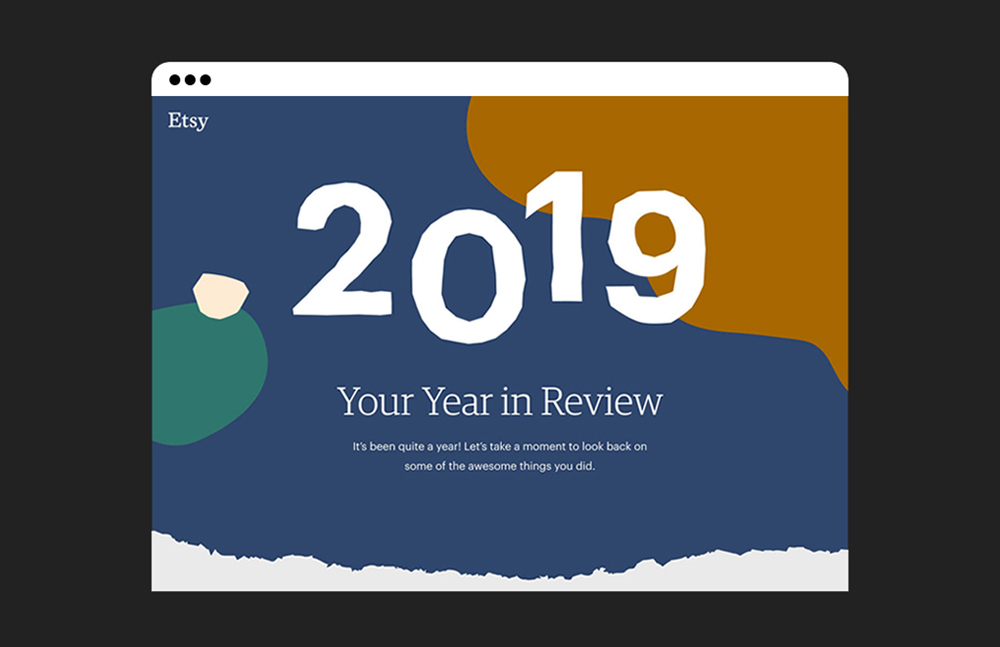 Etsy
2019
Your Year in Review
It's been quite a year! Let's take a moment to look back on
some of the awesome things you did.